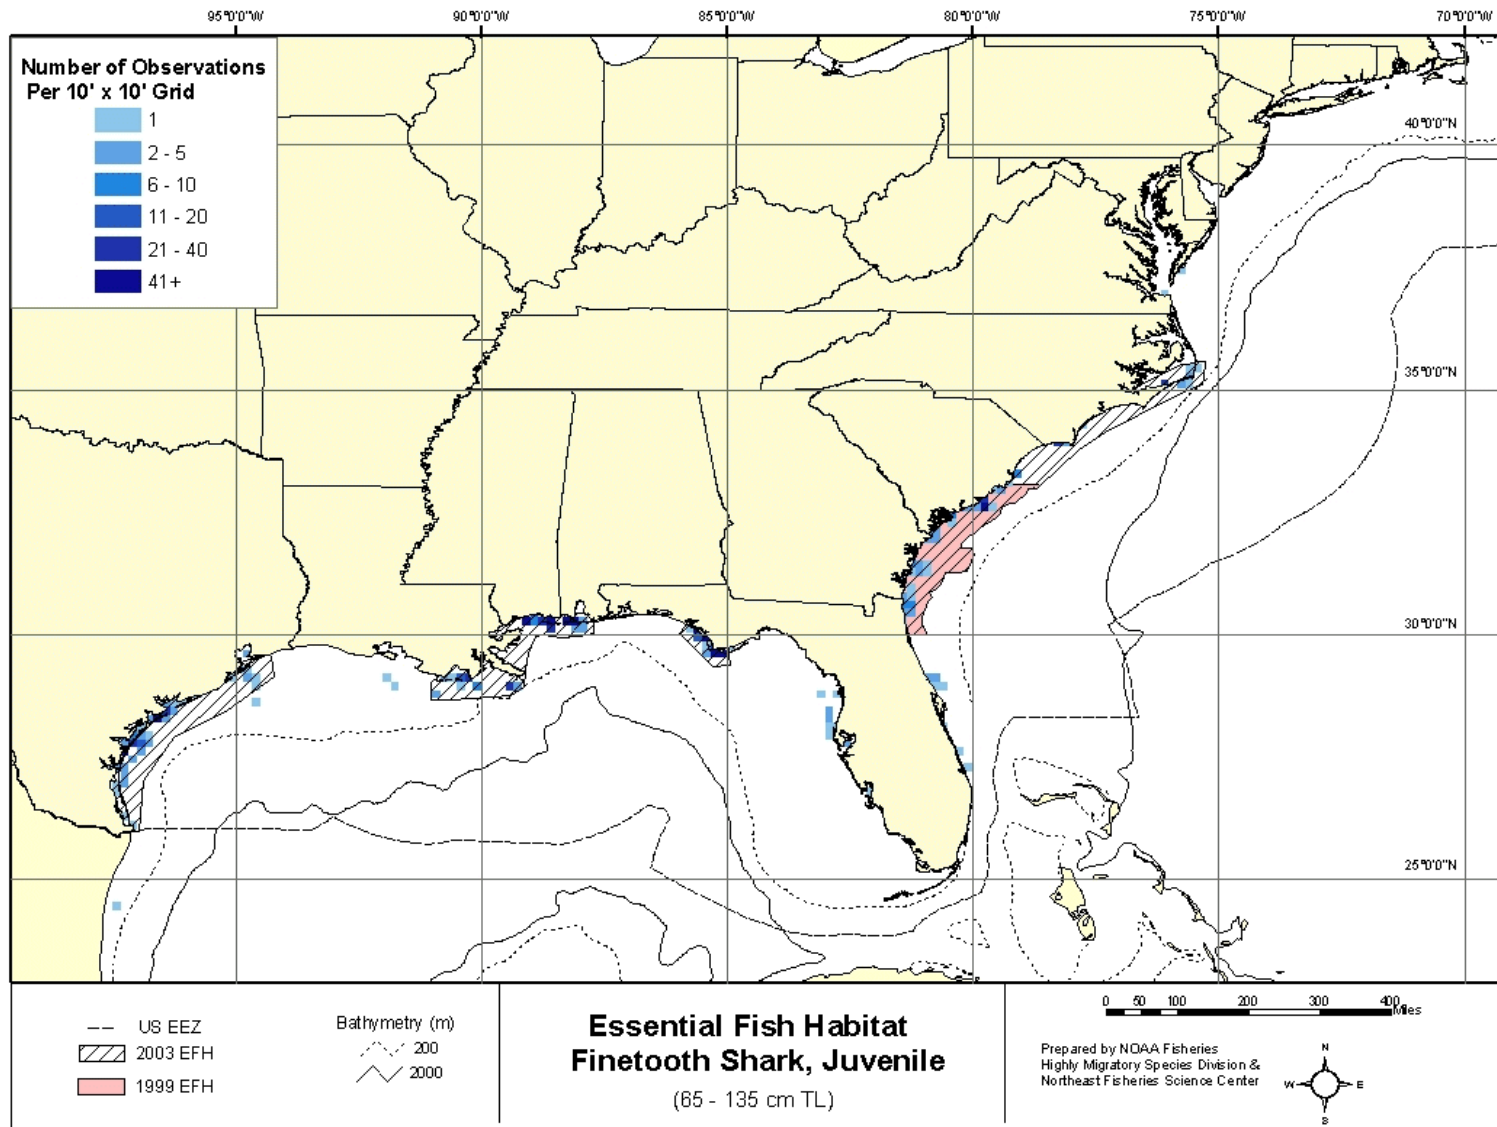 95°0'0"W 90°0'0"W 85°0'0"W 80°0'0"W 75°0'0"W 70°0'0"W
Number of Observations
Per 10' x 10' Grid
1
2 - 5
6 - 10
11 - 20
21 - 40
41+
40°0'0"N
35°0'0"N
30°0'0"N
25°0'0"N
US EEZ
2003 EFH
1999 EFH
Bathymetry (m)
200
2000
Essential Fish Habitat
Finetooth Shark, Juvenile
(65 - 135 cm TL)
0 50 100 200 300 400
Miles
Prepared by NOAA Fisheries
Highly Migratory Species Division &
Northeast Fisheries Science Center
N
W E
S